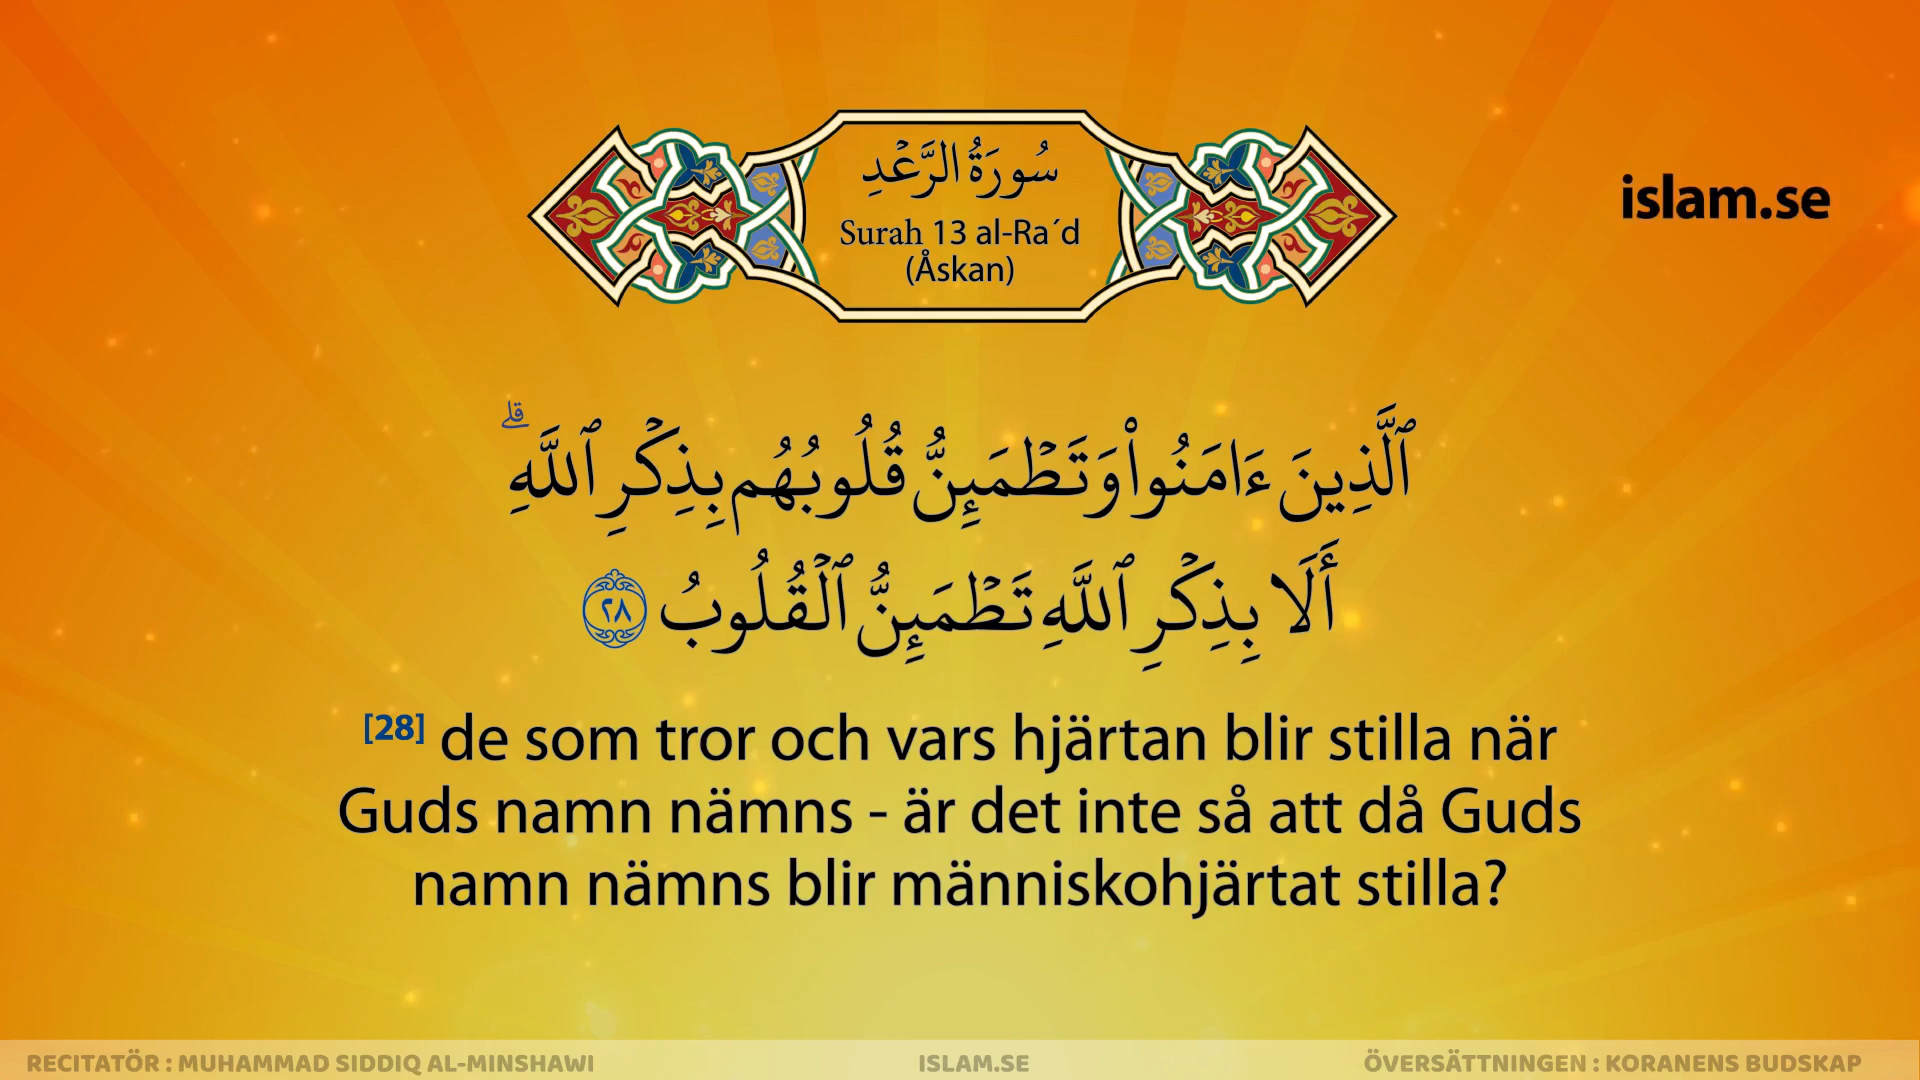 سُورَةُ الرَّعۡدِ
Surah 13 al-Ra´d
(Åskan)
islam.se
ٱلَّذِينَ ءَامَنُواْ وَتَطۡمَئِنُّ قُلُوبُهُم بِذِكۡرِ ٱللَّهِۗ
أَلَا بِذِكۡرِ ٱللَّهِ تَطۡمَئِنُّ ٱلۡقُلُوبُ ٢٨
[28] de som tror och vars hjärtan blir stilla när
Guds namn nämns - är det inte så att då Guds
namn nämns blir människohjärtat stilla?
RECITATÖR : MUHAMMAD SIDDIQ AL-MINSHAWI
ISLAM.SE
ÖVERSÄTTNINGEN : KORANENS BUDSKAP